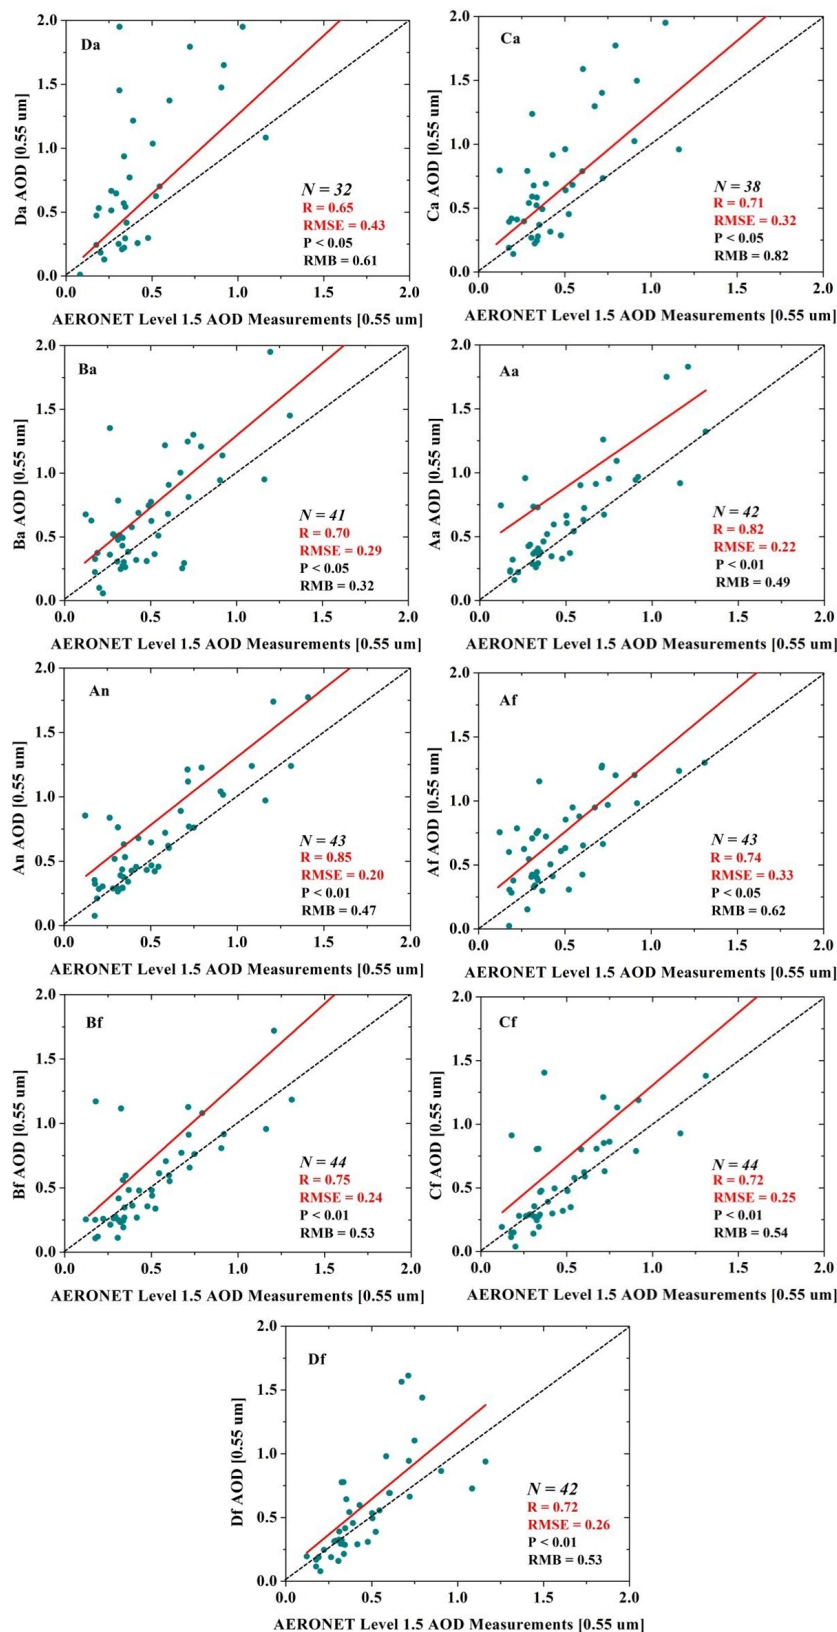 Da
Da AOD [0.55 um]
2.0
1.5
1.0
0.5
0.0
N = 32
R = 0.65
RMSE = 0.43
P < 0.05
RMB = 0.61
0.0 0.5 1.0 1.5 2.0
AERONET Level 1.5 AOD Measurements [0.55 um]
Ca
Ca AOD [0.55 um]
2.0
1.5
1.0
0.5
0.0
N = 38
R = 0.71
RMSE = 0.32
P < 0.05
RMB = 0.82
0.0 0.5 1.0 1.5 2.0
AERONET Level 1.5 AOD Measurements [0.55 um]
Ba
Ba AOD [0.55 um]
2.0
1.5
1.0
0.5
0.0
N = 41
R = 0.70
RMSE = 0.29
P < 0.05
RMB = 0.32
0.0 0.5 1.0 1.5 2.0
AERONET Level 1.5 AOD Measurements [0.55 um]
Aa
Aa AOD [0.55 um]
2.0
1.5
1.0
0.5
0.0
N = 42
R = 0.82
RMSE = 0.22
P < 0.01
RMB = 0.49
0.0 0.5 1.0 1.5 2.0
AERONET Level 1.5 AOD Measurements [0.55 um]
An
An AOD [0.55 um]
2.0
1.5
1.0
0.5
0.0
N = 43
R = 0.85
RMSE = 0.20
P < 0.01
RMB = 0.47
0.0 0.5 1.0 1.5 2.0
AERONET Level 1.5 AOD Measurements [0.55 um]
Af
Af AOD [0.55 um]
2.0
1.5
1.0
0.5
0.0
N = 43
R = 0.74
RMSE = 0.33
P < 0.05
RMB = 0.62
0.0 0.5 1.0 1.5 2.0
AERONET Level 1.5 AOD Measurements [0.55 um]
Bf
Bf AOD [0.55 um]
2.0
1.5
1.0
0.5
0.0
N = 44
R = 0.75
RMSE = 0.24
P < 0.01
RMB = 0.53
0.0 0.5 1.0 1.5 2.0
AERONET Level 1.5 AOD Measurements [0.55 um]
Cf
Cf AOD [0.55 um]
2.0
1.5
1.0
0.5
0.0
N = 44
R = 0.72
RMSE = 0.25
P < 0.01
RMB = 0.54
0.0 0.5 1.0 1.5 2.0
AERONET Level 1.5 AOD Measurements [0.55 um]
Df
Df AOD [0.55 um]
2.0
1.5
1.0
0.5
0.0
N = 42
R = 0.72
RMSE = 0.26
P < 0.01
RMB = 0.53
0.0 0.5 1.0 1.5 2.0
AERONET Level 1.5 AOD Measurements [0.55 um]